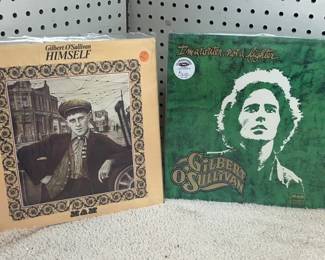 Gilbert O'Sullivan
HIMSELF
MAM
I'm a writer, not a fighter
GILBERT
O'SULLIVAN